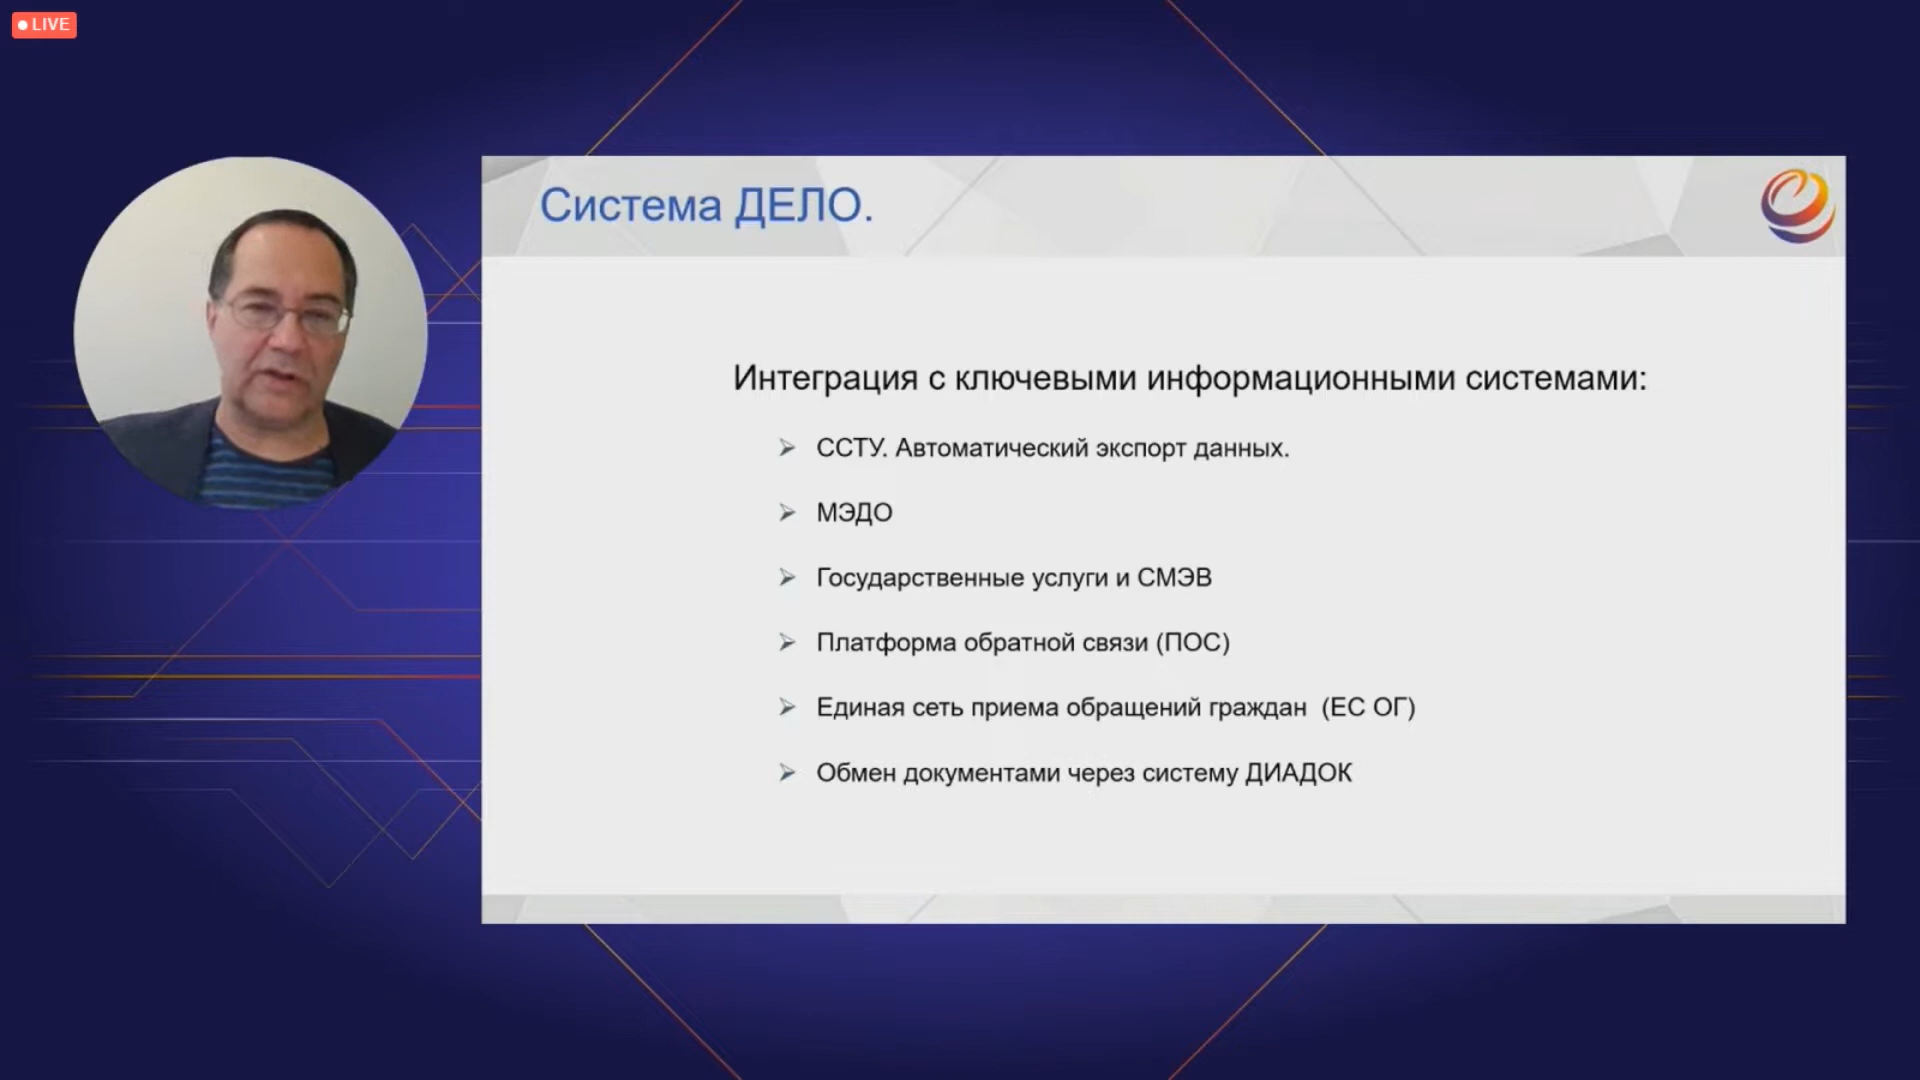 LIVE
Система ДЕЛО.
Интеграция с ключевыми информационными системами:
ССТУ. Автоматический экспорт данных.
МЭДО
Государственные услуги и СМЭВ
Платформа обратной связи (ПОС)
Единая сеть приема обращений граждан (ЕС ОГ)
Обмен документами через систему ДИАДОК